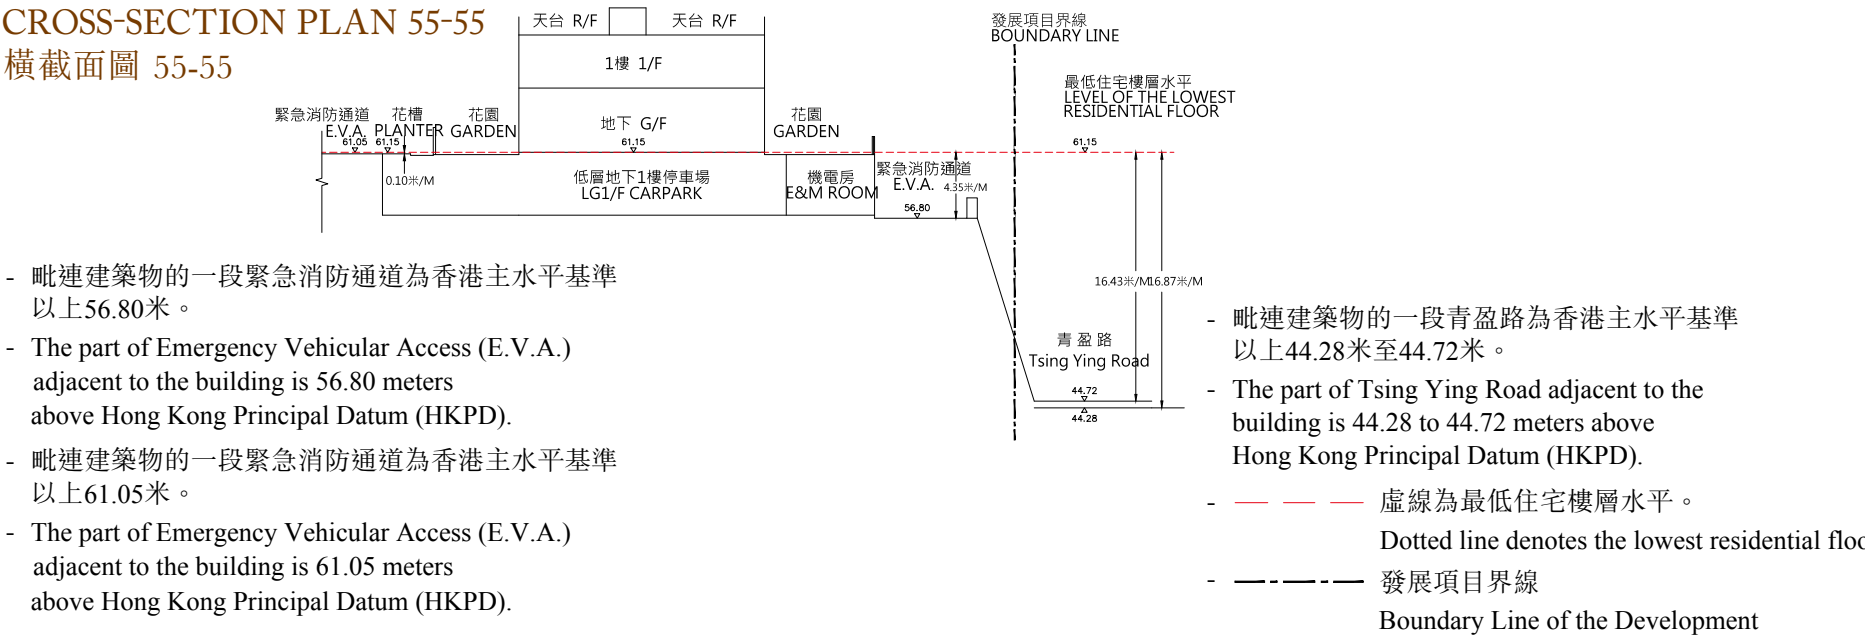 CROSS-SECTION PLAN 55-55
橫截面圖 55-55
天台 R/F 天台 R/F
1樓 1/F
地下 G/F
61.15
緊急消防通道
E.V.A.
61.05
花槽
PLANTER
61.15
花園
GARDEN
花園
GARDEN
0.10米/M
低層地下1樓停車場
LG1/F CARPARK
機電房
E&M ROOM
緊急消防通道
E.V.A.
4.35米/M
56.80
發展項目界線
BOUNDARY LINE
最低住宅樓層水平
LEVEL OF THE LOWEST
RESIDENTIAL FLOOR
61.15
16.43米/M
16.87米/M
青盈路
Tsing Ying Road
44.72
44.28
- 毗連建築物的一段緊急消防通道為香港主水平基準
以上56.80米。
- The part of Emergency Vehicular Access (E.V.A.)
adjacent to the building is 56.80 meters
above Hong Kong Principal Datum (HKPD).
- 毗連建築物的一段緊急消防通道為香港主水平基準
以上61.05米。
- The part of Emergency Vehicular Access (E.V.A.)
adjacent to the building is 61.05 meters
above Hong Kong Principal Datum (HKPD).
- 毗連建築物的一段青盈路為香港主水平基準
以上44.28米至44.72米。
- The part of Tsing Ying Road adjacent to the
building is 44.28 to 44.72 meters above
Hong Kong Principal Datum (HKPD).
- 虛線為最低住宅樓層水平。
Dotted line denotes the lowest residential
- 發展項目界線
Boundary Line of the Development